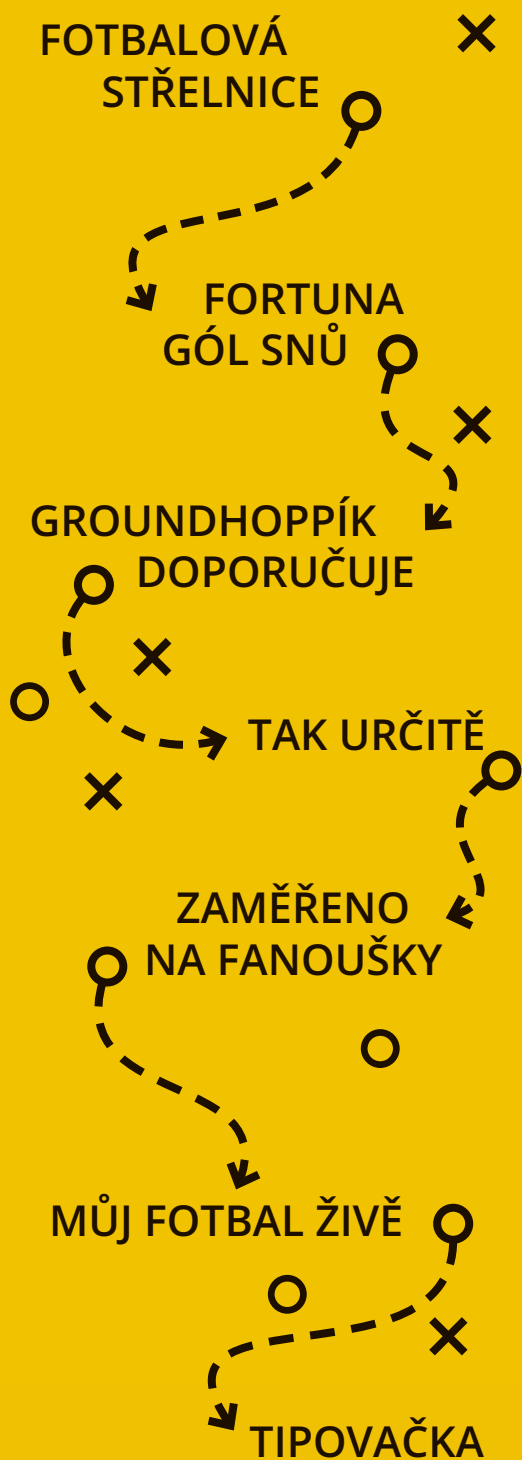 FOTBALOVÁ
STŘELNICE
FORTUNA
GÓL SNŮ
GROUNDHOPPÍK
DOPORUČUJE
TAK URČITĚ
ZAMĚŘENO
NA FANOUŠKY
MŮJ FOTBAL ŽIVĚ
TIPOVAČKA